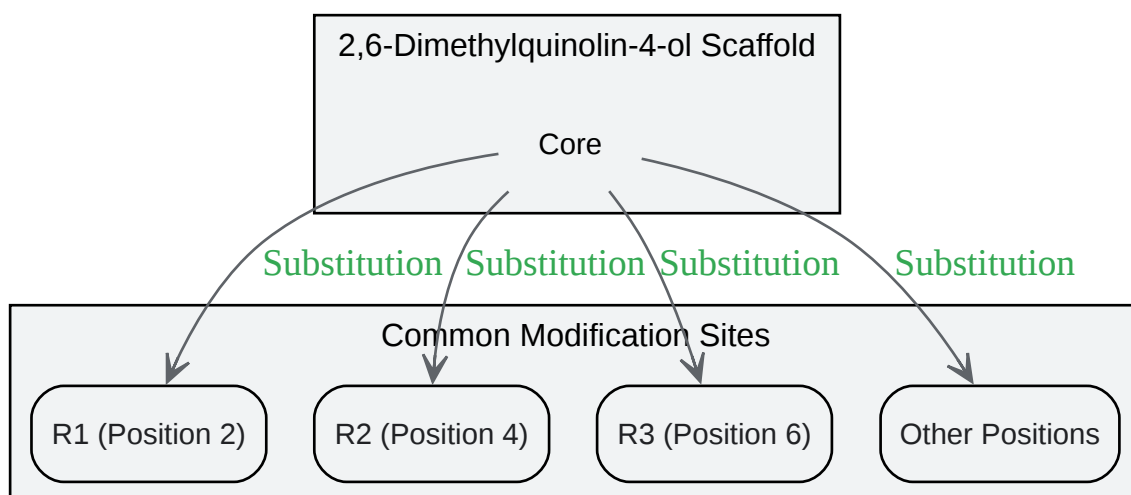 2,6-Dimethylquinolin-4-ol Scaffold
Core
Substitution Substitution Substitution Substitution
Common Modification Sites
R1 (Position 2) R2 (Position 4) R3 (Position 6) Other Positions